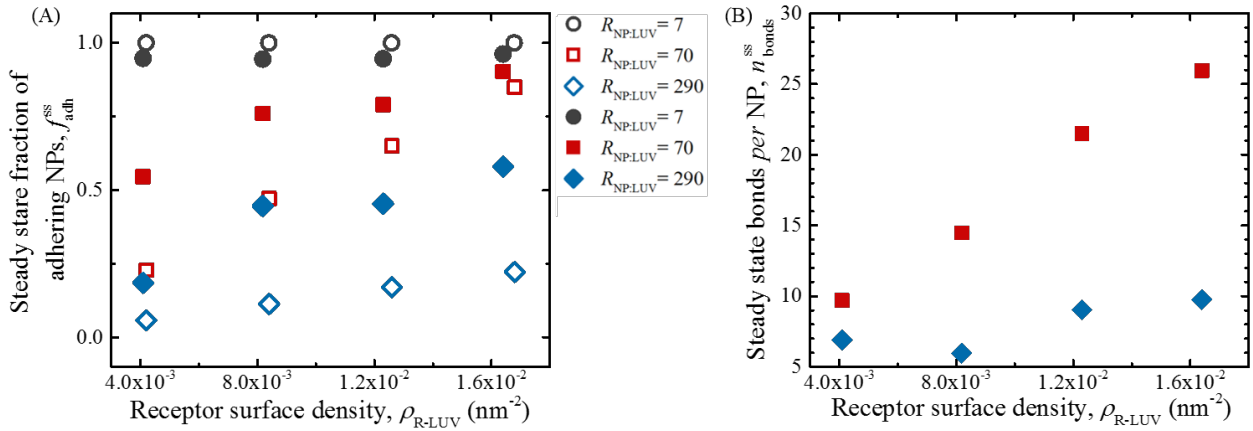 (A)
Steady stare fraction of
adhering NPs, f_adh^ss
1.0
0.5
0.0
4.0x10^-3
8.0x10^-3
1.2x10^-2
1.6x10^-2
Receptor surface density, ρ_R-LUV (nm^-2)
R_NP:LUV= 7
R_NP:LUV= 70
R_NP:LUV= 290
R_NP:LUV= 7
R_NP:LUV= 70
R_NP:LUV= 290
(B)
Steady state bonds per NP, n_bonds^ss
30
25
20
15
10
5
4.0x10^-3
8.0x10^-3
1.2x10^-2
1.6x10^-2
Receptor surface density, ρ_R-LUV (nm^-2)